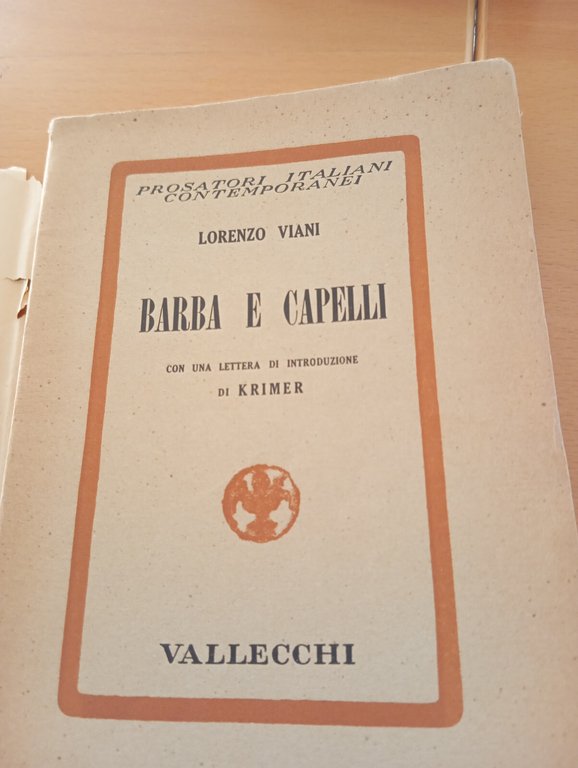 PROSATORI ITALIANI
CONTEMPORANEI
LORENZO VIANI
BARBA E CAPELLI
CON UNA LETTERA DI INTRODUZIONE
DI KRIMER
VALLECCHI